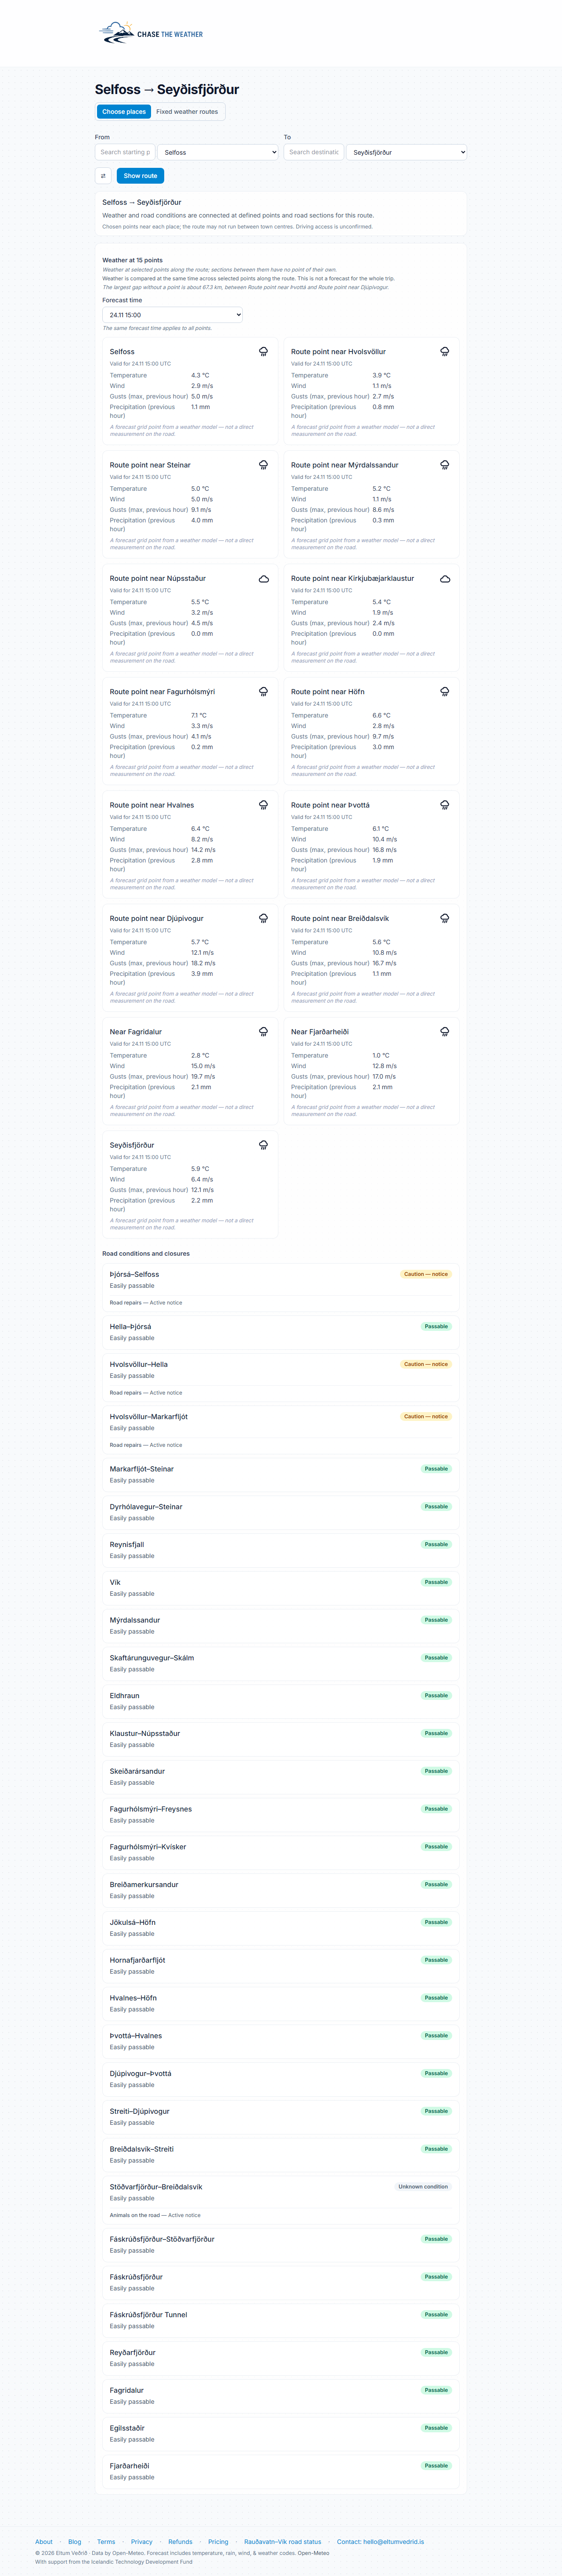 CHASE THE WEATHER
Selfoss → Seyðisfjörður
Choose places
Fixed weather routes
From
To
Search starting p
Selfoss
Search destinatic
Seyðisfjörður
⇄
Show route
Selfoss → Seyðisfjörður
Weather and road conditions are connected at defined points and road sections for this route.
Chosen points near each place; the route may not run between town centres. Driving access is unconfirmed.
Weather at 15 points
Weather at selected points along the route; sections between them have no point of their own.
Weather is compared at the same time across selected points along the route. This is not a forecast for the whole trip.
The largest gap without a point is about 67.3 km, between Route point near Þvottá and Route point near Djúpivogur.
Forecast time
24.11 15:00
The same forecast time applies to all points.
Selfoss
Valid for 24.11 15:00 UTC
Temperature 4.3 °C
Wind 2.9 m/s
Gusts (max, previous hour) 5.0 m/s
Precipitation (previous 1.1 mm
hour)
A forecast grid point from a weather model — not a direct
measurement on the road.
Route point near Hvolsvöllur
Valid for 24.11 15:00 UTC
Temperature 3.9 °C
Wind 1.1 m/s
Gusts (max, previous hour) 2.7 m/s
Precipitation (previous 0.8 mm
hour)
A forecast grid point from a weather model — not a direct
measurement on the road.
Route point near Steinar
Valid for 24.11 15:00 UTC
Temperature 5.0 °C
Wind 5.0 m/s
Gusts (max, previous hour) 9.1 m/s
Precipitation (previous 4.0 mm
hour)
A forecast grid point from a weather model — not a direct
measurement on the road.
Route point near Mýrdalssandur
Valid for 24.11 15:00 UTC
Temperature 5.2 °C
Wind 1.1 m/s
Gusts (max, previous hour) 8.6 m/s
Precipitation (previous 0.3 mm
hour)
A forecast grid point from a weather model — not a direct
measurement on the road.
Route point near Núpsstaður
Valid for 24.11 15:00 UTC
Temperature 5.5 °C
Wind 3.2 m/s
Gusts (max, previous hour) 4.5 m/s
Precipitation (previous 0.0 mm
hour)
A forecast grid point from a weather model — not a direct
measurement on the road.
Route point near Kirkjubæjarklaustur
Valid for 24.11 15:00 UTC
Temperature 5.4 °C
Wind 1.9 m/s
Gusts (max, previous hour) 2.4 m/s
Precipitation (previous 0.0 mm
hour)
A forecast grid point from a weather model — not a direct
measurement on the road.
Route point near Fagurhólsmýri
Valid for 24.11 15:00 UTC
Temperature 7.1 °C
Wind 3.3 m/s
Gusts (max, previous hour) 4.1 m/s
Precipitation (previous 0.2 mm
hour)
A forecast grid point from a weather model — not a direct
measurement on the road.
Route point near Höfn
Valid for 24.11 15:00 UTC
Temperature 6.6 °C
Wind 2.8 m/s
Gusts (max, previous hour) 9.7 m/s
Precipitation (previous 3.0 mm
hour)
A forecast grid point from a weather model — not a direct
measurement on the road.
Route point near Hvalnes
Valid for 24.11 15:00 UTC
Temperature 6.4 °C
Wind 8.2 m/s
Gusts (max, previous hour) 14.2 m/s
Precipitation (previous 2.8 mm
hour)
A forecast grid point from a weather model — not a direct
measurement on the road.
Route point near Þvottá
Valid for 24.11 15:00 UTC
Temperature 6.1 °C
Wind 10.4 m/s
Gusts (max, previous hour) 16.8 m/s
Precipitation (previous 1.9 mm
hour)
A forecast grid point from a weather model — not a direct
measurement on the road.
Route point near Djúpivogur
Valid for 24.11 15:00 UTC
Temperature 5.7 °C
Wind 12.1 m/s
Gusts (max, previous hour) 18.2 m/s
Precipitation (previous 3.9 mm
hour)
A forecast grid point from a weather model — not a direct
measurement on the road.
Route point near Breiðdalsvík
Valid for 24.11 15:00 UTC
Temperature 5.6 °C
Wind 10.8 m/s
Gusts (max, previous hour) 16.7 m/s
Precipitation (previous 1.1 mm
hour)
A forecast grid point from a weather model — not a direct
measurement on the road.
Near Fagridalur
Valid for 24.11 15:00 UTC
Temperature 2.8 °C
Wind 15.0 m/s
Gusts (max, previous hour) 19.7 m/s
Precipitation (previous 2.1 mm
hour)
A forecast grid point from a weather model — not a direct
measurement on the road.
Near Fjarðarheiði
Valid for 24.11 15:00 UTC
Temperature 1.0 °C
Wind 12.8 m/s
Gusts (max, previous hour) 17.0 m/s
Precipitation (previous 2.1 mm
hour)
A forecast grid point from a weather model — not a direct
measurement on the road.
Seyðisfjörður
Valid for 24.11 15:00 UTC
Temperature 5.9 °C
Wind 6.4 m/s
Gusts (max, previous hour) 12.1 m/s
Precipitation (previous 2.2 mm
hour)
A forecast grid point from a weather model — not a direct
measurement on the road.
Road conditions and closures
Þjórsá–Selfoss
Caution — notice
Easily passable
Road repairs — Active notice
Hella–Þjórsá
Passable
Easily passable
Hvolsvöllur–Hella
Caution — notice
Easily passable
Road repairs — Active notice
Hvolsvöllur–Markarfljót
Caution — notice
Easily passable
Road repairs — Active notice
Markarfljót–Steinar
Passable
Easily passable
Dyrhólavegur–Steinar
Passable
Easily passable
Reynisfjall
Passable
Easily passable
Vík
Passable
Easily passable
Mýrdalssandur
Passable
Easily passable
Skaftárunguvegur–Skálm
Passable
Easily passable
Eldhraun
Passable
Easily passable
Klaustur–Núpsstaður
Passable
Easily passable
Skeiðarársandur
Passable
Easily passable
Fagurhólsmýri–Freysnes
Passable
Easily passable
Fagurhólsmýri–Kvísker
Passable
Easily passable
Breiðamerkursandur
Passable
Easily passable
Jökulsá–Höfn
Passable
Easily passable
Hornafjarðarfljót
Passable
Easily passable
Hvalnes–Höfn
Passable
Easily passable
Þvottá–Hvalnes
Passable
Easily passable
Djúpivogur–Þvottá
Passable
Easily passable
Streiti–Djúpivogur
Passable
Easily passable
Breiðdalsvík–Streiti
Passable
Easily passable
Stöðvarfjörður–Breiðdalsvík
Unknown condition
Easily passable
Animals on the road — Active notice
Fáskrúðsfjörður–Stöðvarfjörður
Passable
Easily passable
Fáskrúðsfjörður
Passable
Easily passable
Fáskrúðsfjörður Tunnel
Passable
Easily passable
Reyðarfjörður
Passable
Easily passable
Fagridalur
Passable
Easily passable
Egilsstaðir
Passable
Easily passable
Fjarðarheiði
Passable
Easily passable
About · Blog · Terms · Privacy · Refunds · Pricing · Rauðavatn–Vík road status · Contact: hello@eltumvedrid.is
© 2026 Eltum Veðrið · Data by Open-Meteo. Forecast includes temperature, rain, wind, & weather codes. Open-Meteo
With support from the Icelandic Technology Development Fund